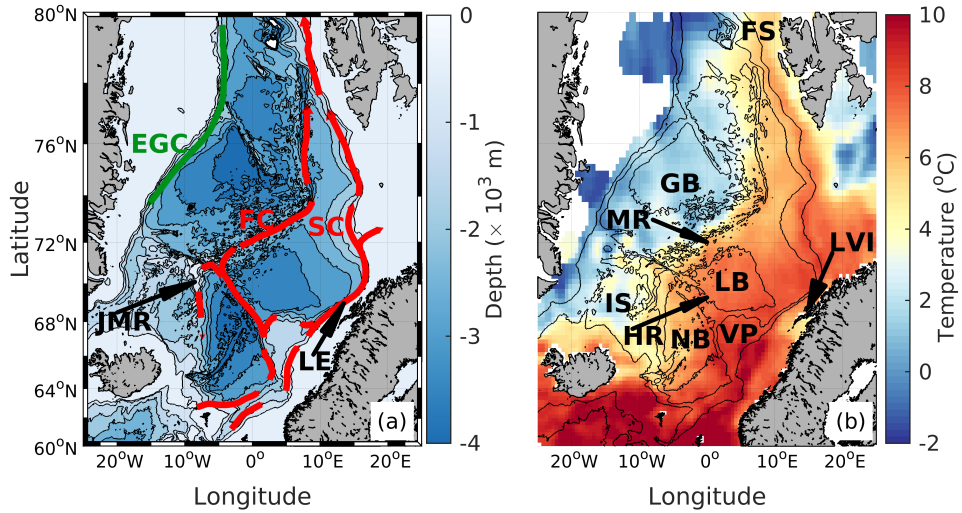 80°N
76°N
72°N
68°N
64°N
60°N
Latitude
20°W
10°W
0°
10°E
20°E
Longitude
EGC
FC
SC
JMR
LE
(a)
0
-1
-2
-3
-4
Depth (× 10³ m)
FS
GB
MR
LVI
LB
IS
HR
NB
VP
(b)
20°W
10°W
0°
10°E
20°E
Longitude
10
8
6
4
2
0
-2
Temperature (°C)